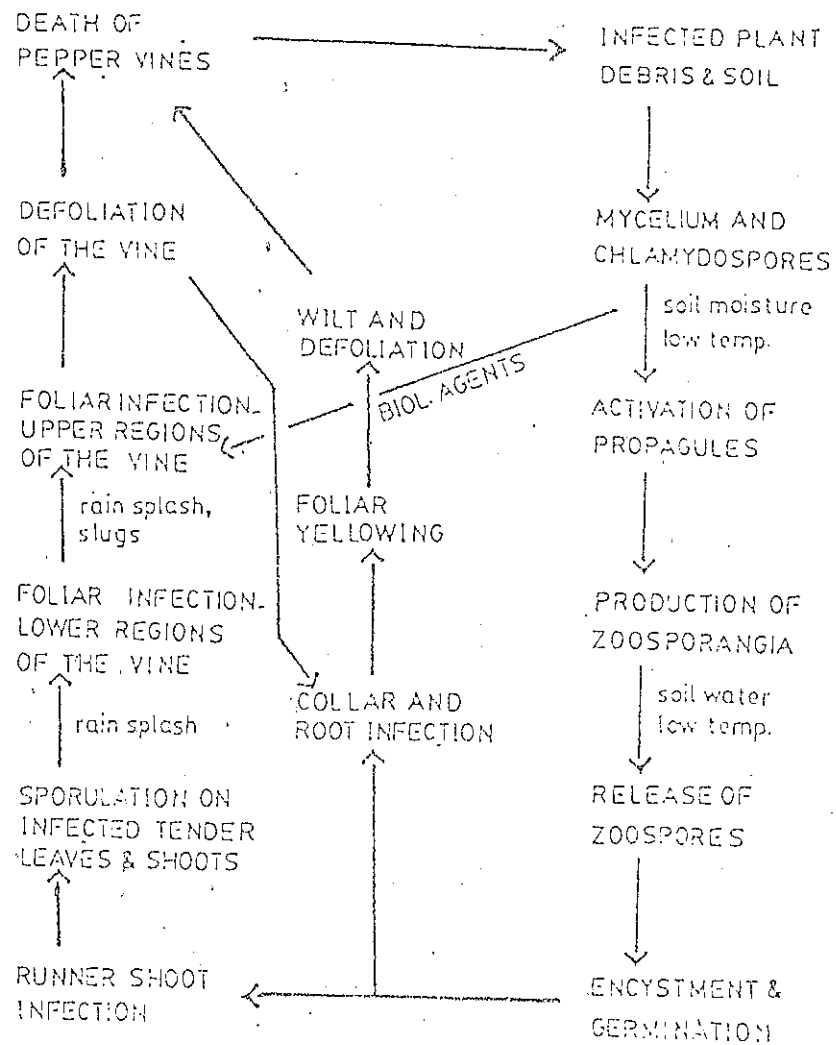 DEATH OF
PEPPER VINES
INFECTED PLANT
DEBRIS & SOIL
DEFOLIATION
OF THE VINE
MYCELIUM AND
CHLAMYDOSPORES
soil moisture
low temp.
WILT AND
DEFOLIATION
BIOL. AGENTS
FOLIAR INFECTION-
UPPER REGIONS
OF THE VINE
ACTIVATION OF
PROPAGULES
rain splash,
slugs
FOLIAR
YELLOWING
FOLIAR INFECTION-
LOWER REGIONS
OF THE VINE
PRODUCTION OF
ZOOSPORANGIA
COLLAR AND
ROOT INFECTION
soil water
low temp.
rain splash
SPORULATION ON
INFECTED TENDER
LEAVES & SHOOTS
RELEASE OF
ZOOSPORES
RUNNER SHOOT
INFECTION
ENCYSTMENT &
GERMINATION